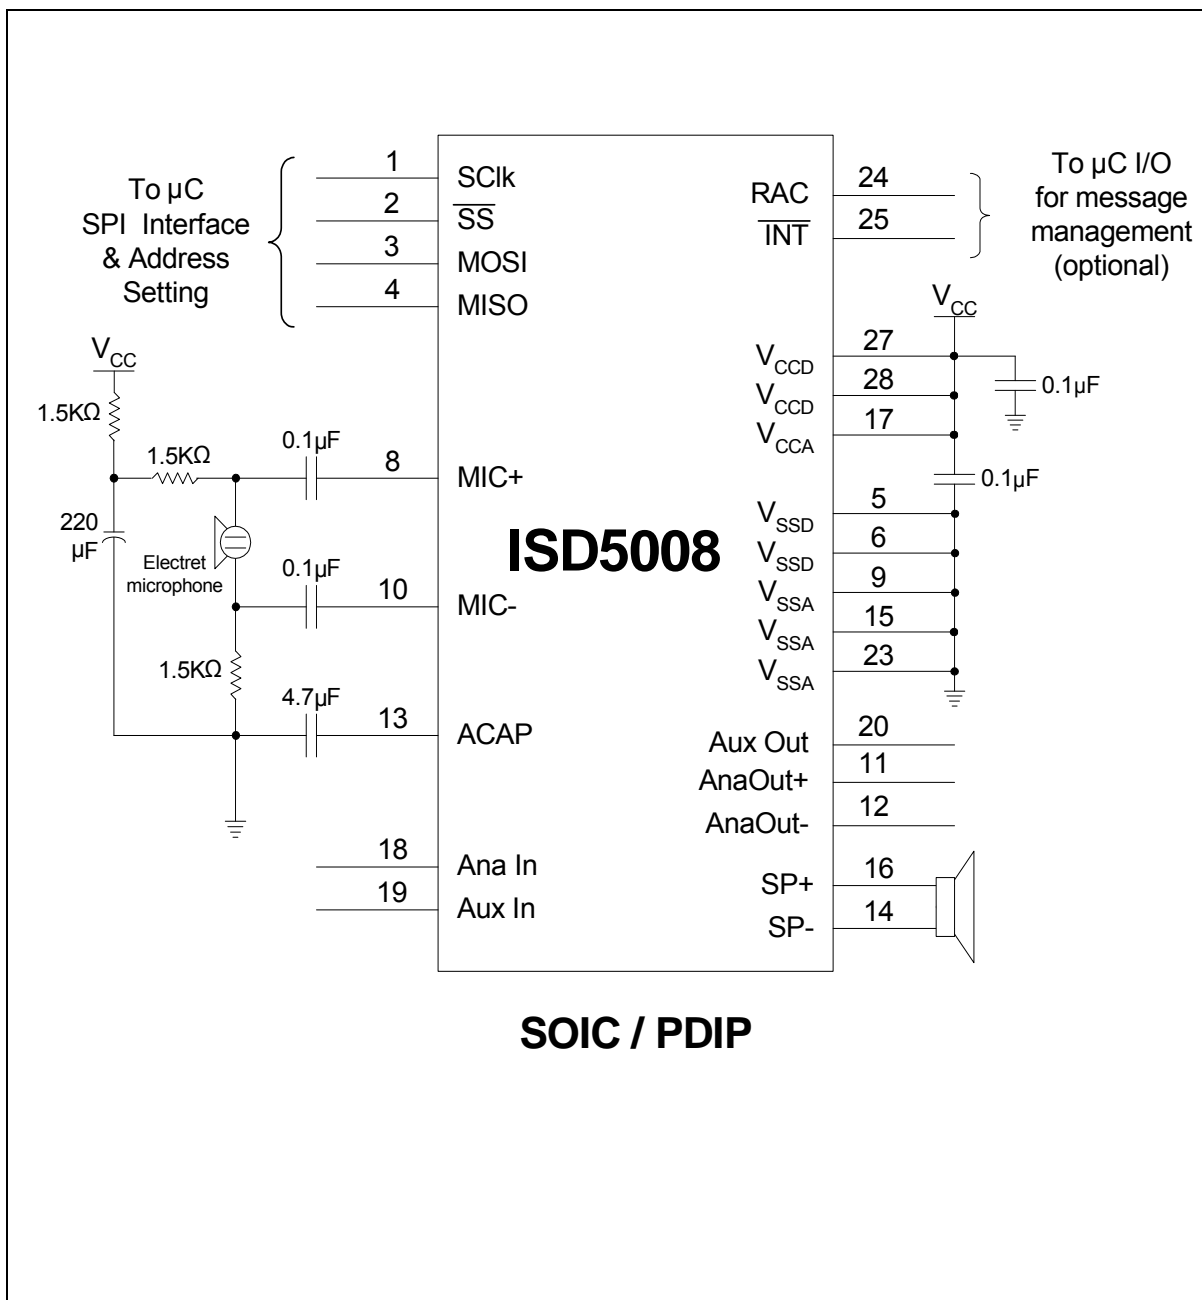 To µC
SPI Interface
& Address
Setting
1
SClk
2
SS
3
MOSI
4
MISO
24
RAC
25
INT
To µC I/O
for message
management
(optional)
VCC
1.5KΩ
1.5KΩ
220
µF
Electret
microphone
1.5KΩ
0.1µF
8
MIC+
0.1µF
10
MIC-
4.7µF
13
ACAP
18
Ana In
19
Aux In
ISD5008
VCC
27
VCCD
28
VCCD
17
VCCA
0.1µF
0.1µF
5
VSSD
6
VSSD
9
VSSA
15
VSSA
23
VSSA
20
Aux Out
11
AnaOut+
12
AnaOut-
16
SP+
14
SP-
SOIC / PDIP